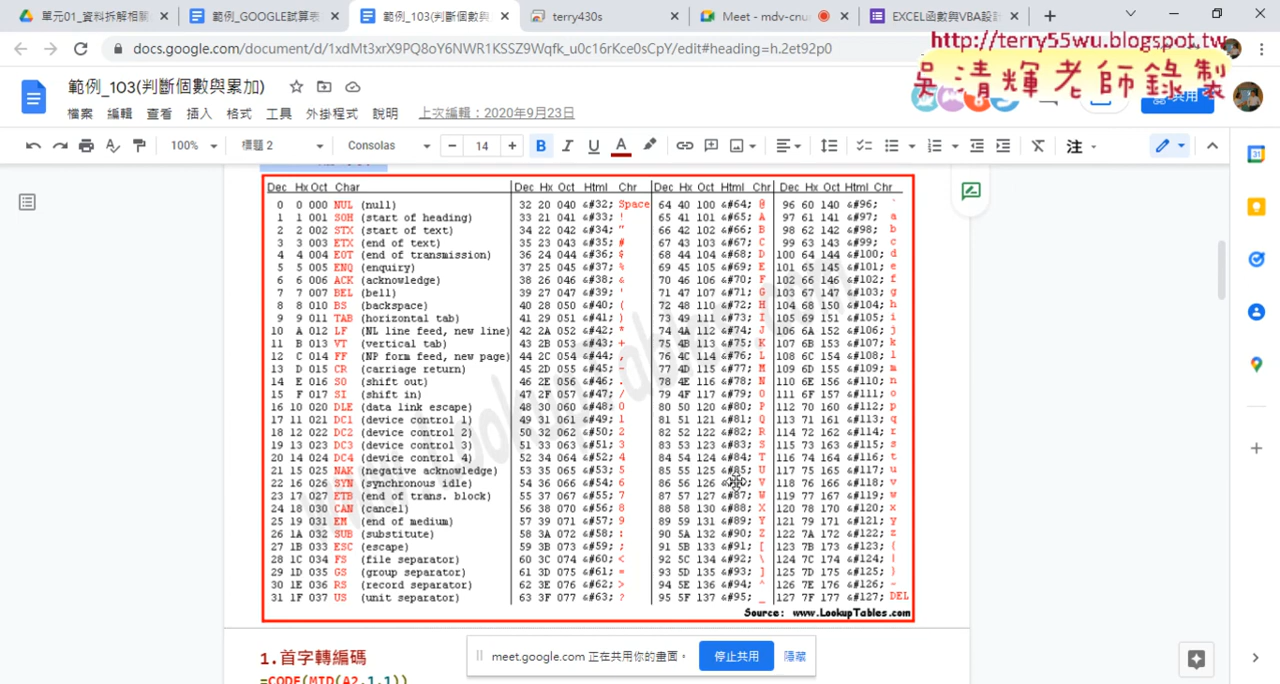 單元01_資料拆解相關
範例_GOOGLE試算表
範例_103(判斷個數與
terry430s
Meet - mdv-cnu
EXCEL函數與VBA設計
docs.google.com/document/d/1xdMt3xrX9PQ8oY6NWR1KSSZ9Wqfk_u0c16rKce0sCpY/edit#heading=h.2et92p0
http://terry55wu.blogspot.tw
吳清輝老師錄製
範例_103(判斷個數與累加)
檔案 編輯 查看 插入 格式 工具 外掛程式 說明 上次編輯：2020年9月23日
共用
100% 標題 2 Consolas 14 B I U A 注
Dec Hx Oct Char Dec Hx Oct Html Chr Dec Hx Oct Html Chr Dec Hx Oct Html Chr
0 0 000 NUL (null) 32 20 040 &#32; Space 64 40 100 &#64; @ 96 60 140 &#96; `
1 1 001 SOH (start of heading) 33 21 041 &#33; ! 65 41 101 &#65; A 97 61 141 &#97; a
2 2 002 STX (start of text) 34 22 042 &#34; " 66 42 102 &#66; B 98 62 142 &#98; b
3 3 003 ETX (end of text) 35 23 043 &#35; # 67 43 103 &#67; C 99 63 143 &#99; c
4 4 004 EOT (end of transmission) 36 24 044 &#36; $ 68 44 104 &#68; D 100 64 144 &#100; d
5 5 005 ENQ (enquiry) 37 25 045 &#37; % 69 45 105 &#69; E 101 65 145 &#101; e
6 6 006 ACK (acknowledge) 38 26 046 &#38; & 70 46 106 &#70; F 102 66 146 &#102; f
7 7 007 BEL (bell) 39 27 047 &#39; ' 71 47 107 &#71; G 103 67 147 &#103; g
8 8 010 BS (backspace) 40 28 050 &#40; ( 72 48 110 &#72; H 104 68 150 &#104; h
9 9 011 TAB (horizontal tab) 41 29 051 &#41; ) 73 49 111 &#73; I 105 69 151 &#105; i
10 A 012 LF (NL line feed, new line) 42 2A 052 &#42; * 74 4A 112 &#74; J 106 6A 152 &#106; j
11 B 013 VT (vertical tab) 43 2B 053 &#43; + 75 4B 113 &#75; K 107 6B 153 &#107; k
12 C 014 FF (NP form feed, new page) 44 2C 054 &#44; , 76 4C 114 &#76; L 108 6C 154 &#108; l
13 D 015 CR (carriage return) 45 2D 055 &#45; - 77 4D 115 &#77; M 109 6D 155 &#109; m
14 E 016 SO (shift out) 46 2E 056 &#46; . 78 4E 116 &#78; N 110 6E 156 &#110; n
15 F 017 SI (shift in) 47 2F 057 &#47; / 79 4F 117 &#79; O 111 6F 157 &#111; o
16 10 020 DLE (data link escape) 48 30 060 &#48; 0 80 50 120 &#80; P 112 70 160 &#112; p
17 11 021 DC1 (device control 1) 49 31 061 &#49; 1 81 51 121 &#81; Q 113 71 161 &#113; q
18 12 022 DC2 (device control 2) 50 32 062 &#50; 2 82 52 122 &#82; R 114 72 162 &#114; r
19 13 023 DC3 (device control 3) 51 33 063 &#51; 3 83 53 123 &#83; S 115 73 163 &#115; s
20 14 024 DC4 (device control 4) 52 34 064 &#52; 4 84 54 124 &#84; T 116 74 164 &#116; t
21 15 025 NAK (negative acknowledge) 53 35 065 &#53; 5 85 55 125 &#85; U 117 75 165 &#117; u
22 16 026 SYN (synchronous idle) 54 36 066 &#54; 6 86 56 126 V 118 76 166 &#118; v
23 17 027 ETB (end of trans. block) 55 37 067 &#55; 7 87 57 127 &#87; W 119 77 167 &#119; w
24 18 030 CAN (cancel) 56 38 070 &#56; 8 88 58 130 &#88; X 120 78 170 &#120; x
25 19 031 EM (end of medium) 57 39 071 &#57; 9 89 59 131 &#89; Y 121 79 171 &#121; y
26 1A 032 SUB (substitute) 58 3A 072 &#58; : 90 5A 132 &#90; Z 122 7A 172 &#122; z
27 1B 033 ESC (escape) 59 3B 073 &#59; ; 91 5B 133 &#91; [ 123 7B 173 &#123; {
28 1C 034 FS (file separator) 60 3C 074 &#60; < 92 5C 134 &#92; \ 124 7C 174 &#124; |
29 1D 035 GS (group separator) 61 3D 075 &#61; = 93 5D 135 &#93; ] 125 7D 175 &#125; }
30 1E 036 RS (record separator) 62 3E 076 &#62; > 94 5E 136 &#94; ^ 126 7E 176 &#126; ~
31 1F 037 US (unit separator) 63 3F 077 &#63; ? 95 5F 137 &#95; _ 127 7F 177 &#127; DEL
Source: www.LookupTables.com
1.首字轉編碼
=CODE(MID(A2,1,1))
meet.google.com 正在共用你的畫面。 停止共用 隱藏